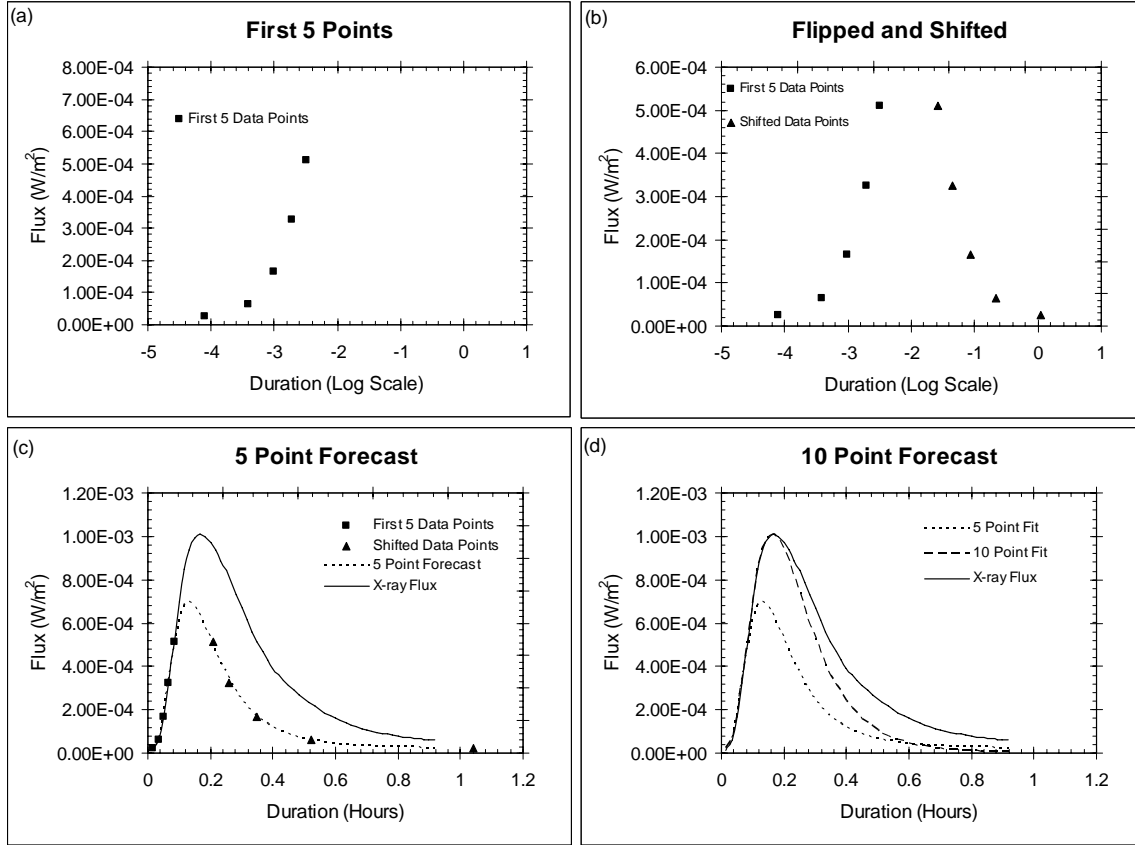 (a)
First 5 Points
8.00E-04
7.00E-04
6.00E-04
5.00E-04
4.00E-04
3.00E-04
2.00E-04
1.00E-04
0.00E+00
Flux (W/m²)
First 5 Data Points
-5 -4 -3 -2 -1 0 1
Duration (Log Scale)
(b)
Flipped and Shifted
6.00E-04
5.00E-04
4.00E-04
3.00E-04
2.00E-04
1.00E-04
0.00E+00
Flux (W/m²)
First 5 Data Points
Shifted Data Points
-5 -4 -3 -2 -1 0 1
Duration (Log Scale)
(c)
5 Point Forecast
1.20E-03
1.00E-03
8.00E-04
6.00E-04
4.00E-04
2.00E-04
0.00E+00
Flux (W/m²)
First 5 Data Points
Shifted Data Points
5 Point Forecast
X-ray Flux
0 0.2 0.4 0.6 0.8 1 1.2
Duration (Hours)
(d)
10 Point Forecast
1.20E-03
1.00E-03
8.00E-04
6.00E-04
4.00E-04
2.00E-04
0.00E+00
Flux (W/m²)
5 Point Fit
10 Point Fit
X-ray Flux
0 0.2 0.4 0.6 0.8 1 1.2
Duration (Hours)